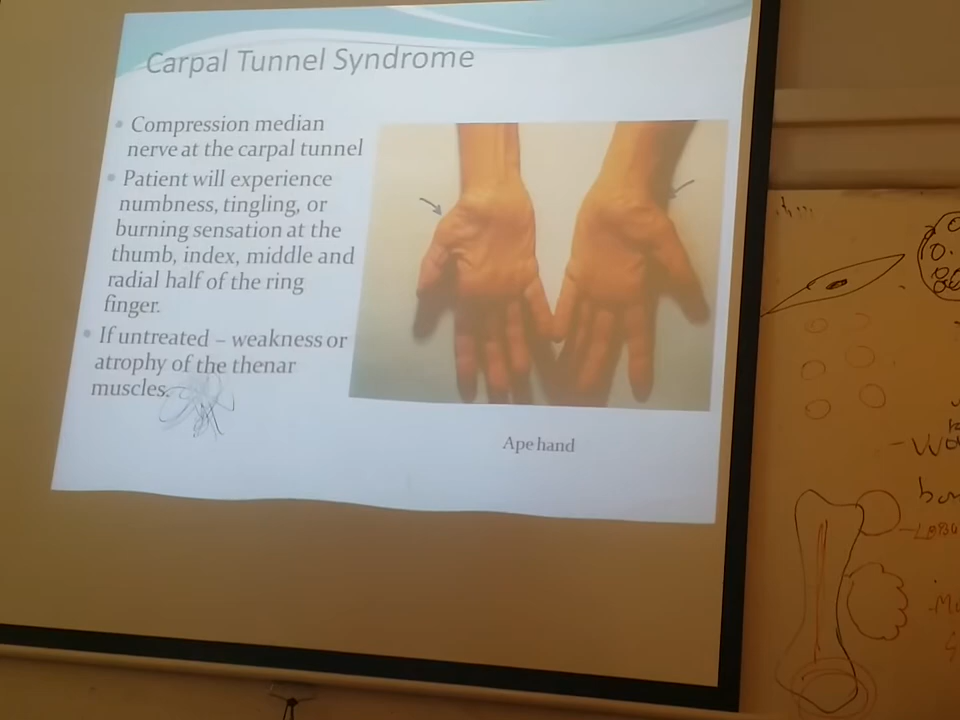 Carpal Tunnel Syndrome
Compression median
nerve at the carpal tunnel
Patient will experience
numbness, tingling, or
burning sensation at the
thumb, index, middle and
radial half of the ring
finger.
If untreated – weakness or
atrophy of the thenar
muscles.
Ape hand